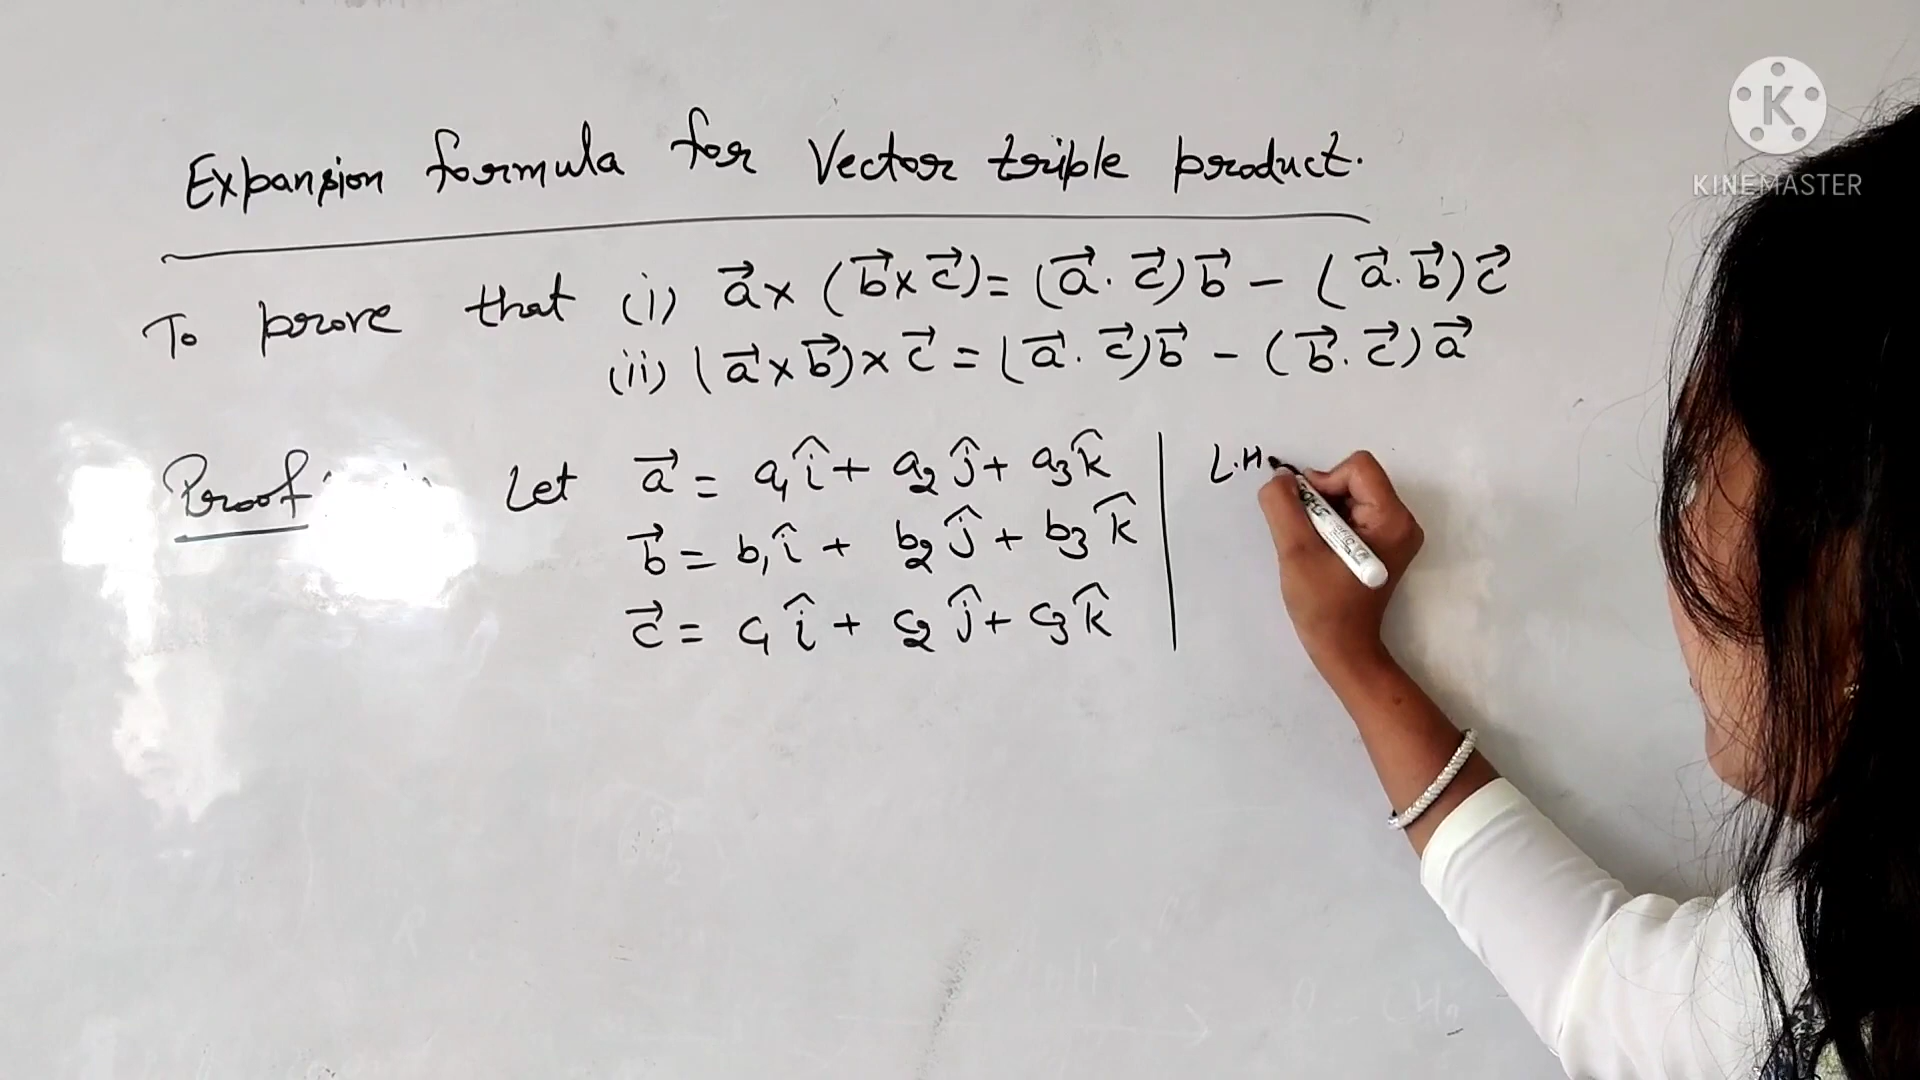 K
KINEMASTER
Expansion formula for Vector triple product.
To prove that (i) a⃗ × (b⃗ × c⃗) = (a⃗ . c⃗) b⃗ − (a⃗ . b⃗) c⃗
(ii) (a⃗ × b⃗) × c⃗ = (a⃗ . c⃗) b⃗ − (b⃗ . c⃗) a⃗
Proof: Let a⃗ = a₁î + a₂ĵ + a₃k̂
L.H
b⃗ = b₁î + b₂ĵ + b₃k̂
c⃗ = c₁î + c₂ĵ + c₃k̂